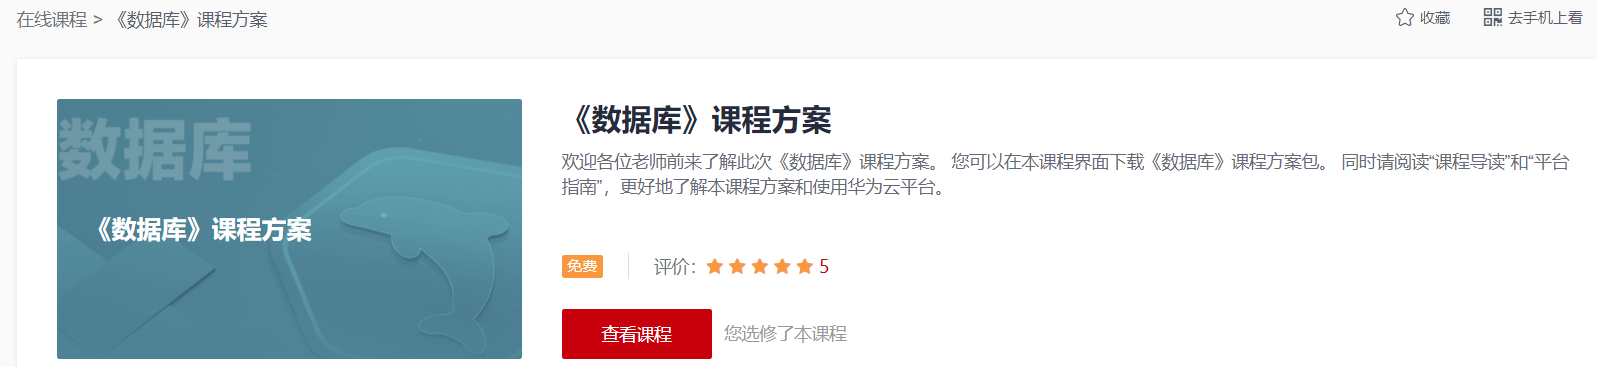 在线课程 > 《数据库》课程方案
收藏
去手机上看
数据库
《数据库》课程方案
《数据库》课程方案
欢迎各位老师前来了解此次《数据库》课程方案。 您可以在本课程界面下载《数据库》课程方案包。 同时请阅读“课程导读”和“平台
指南”，更好地了解本课程方案和使用华为云平台。
免费
评价： 5
查看课程
您选修了本课程